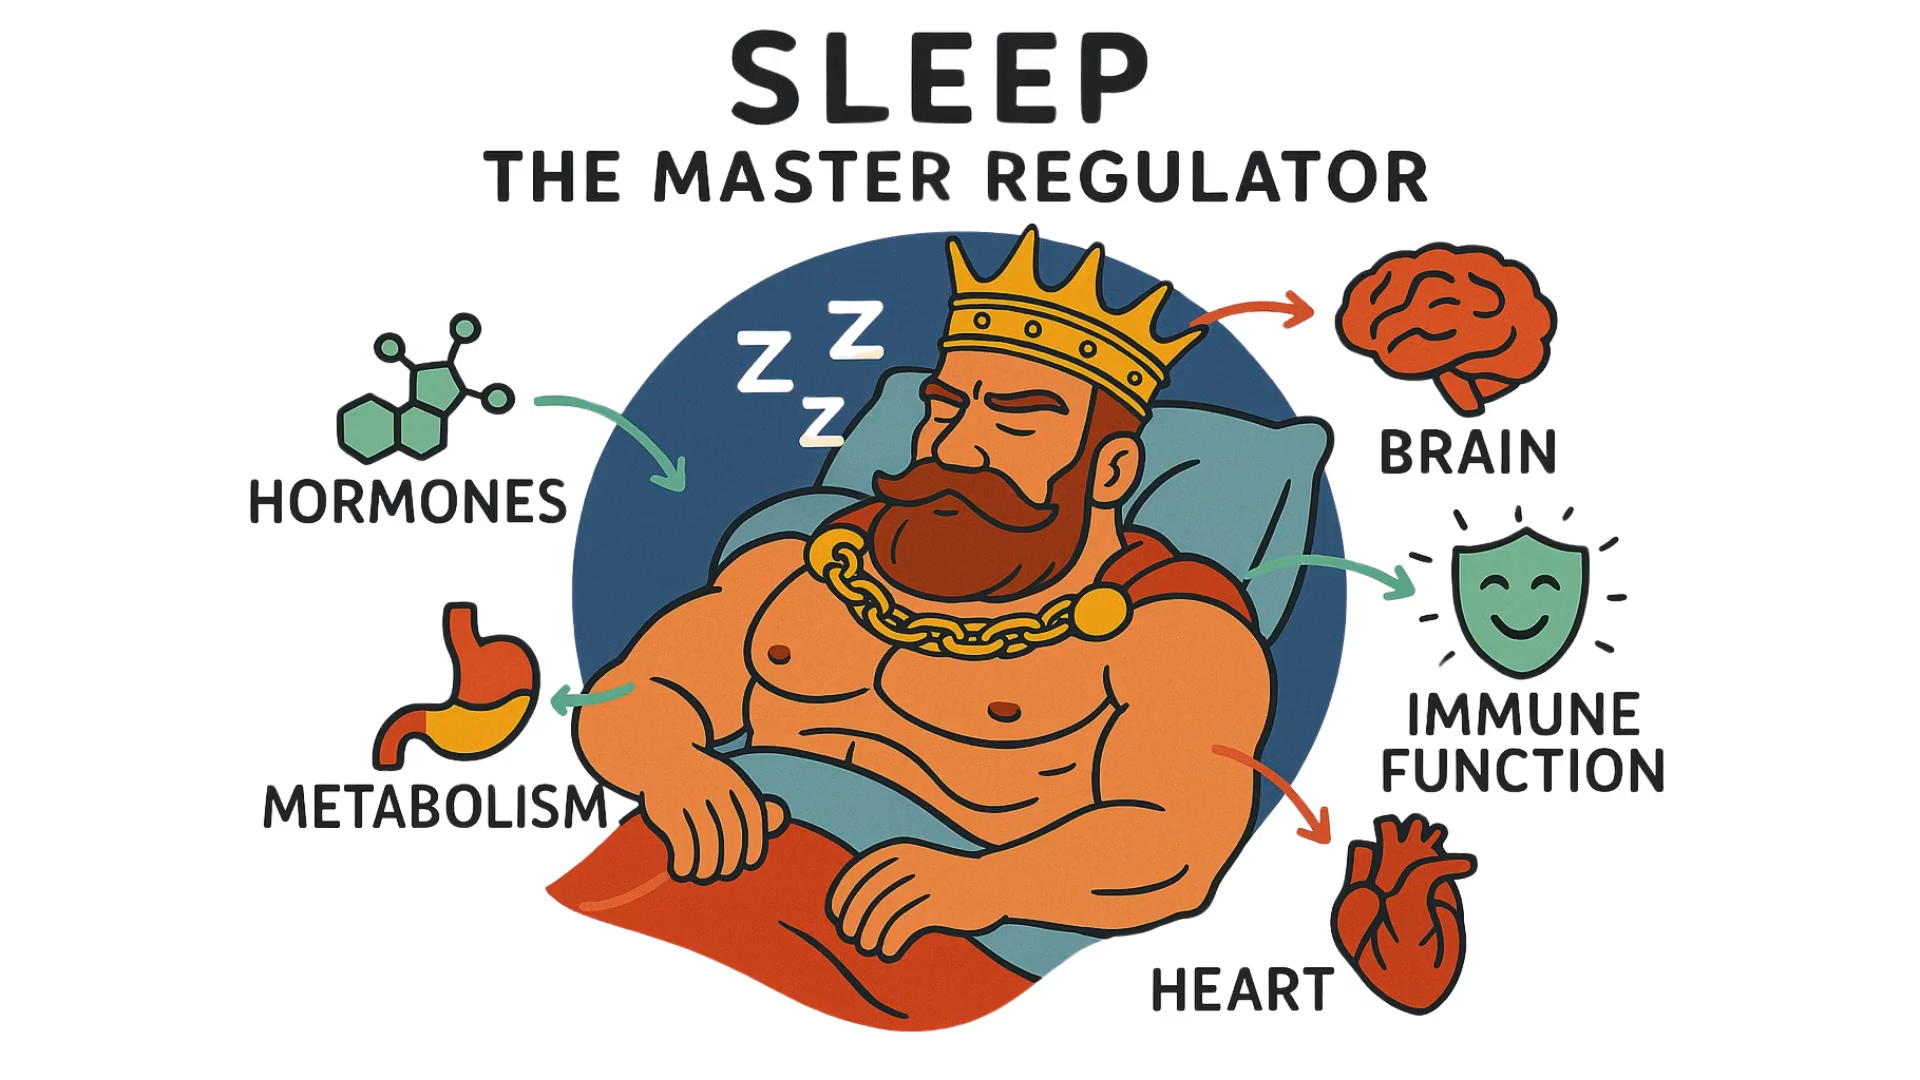 SLEEP
THE MASTER REGULATOR
Z
Z
Z
HORMONES
BRAIN
METABOLISM
IMMUNE
FUNCTION
HEART